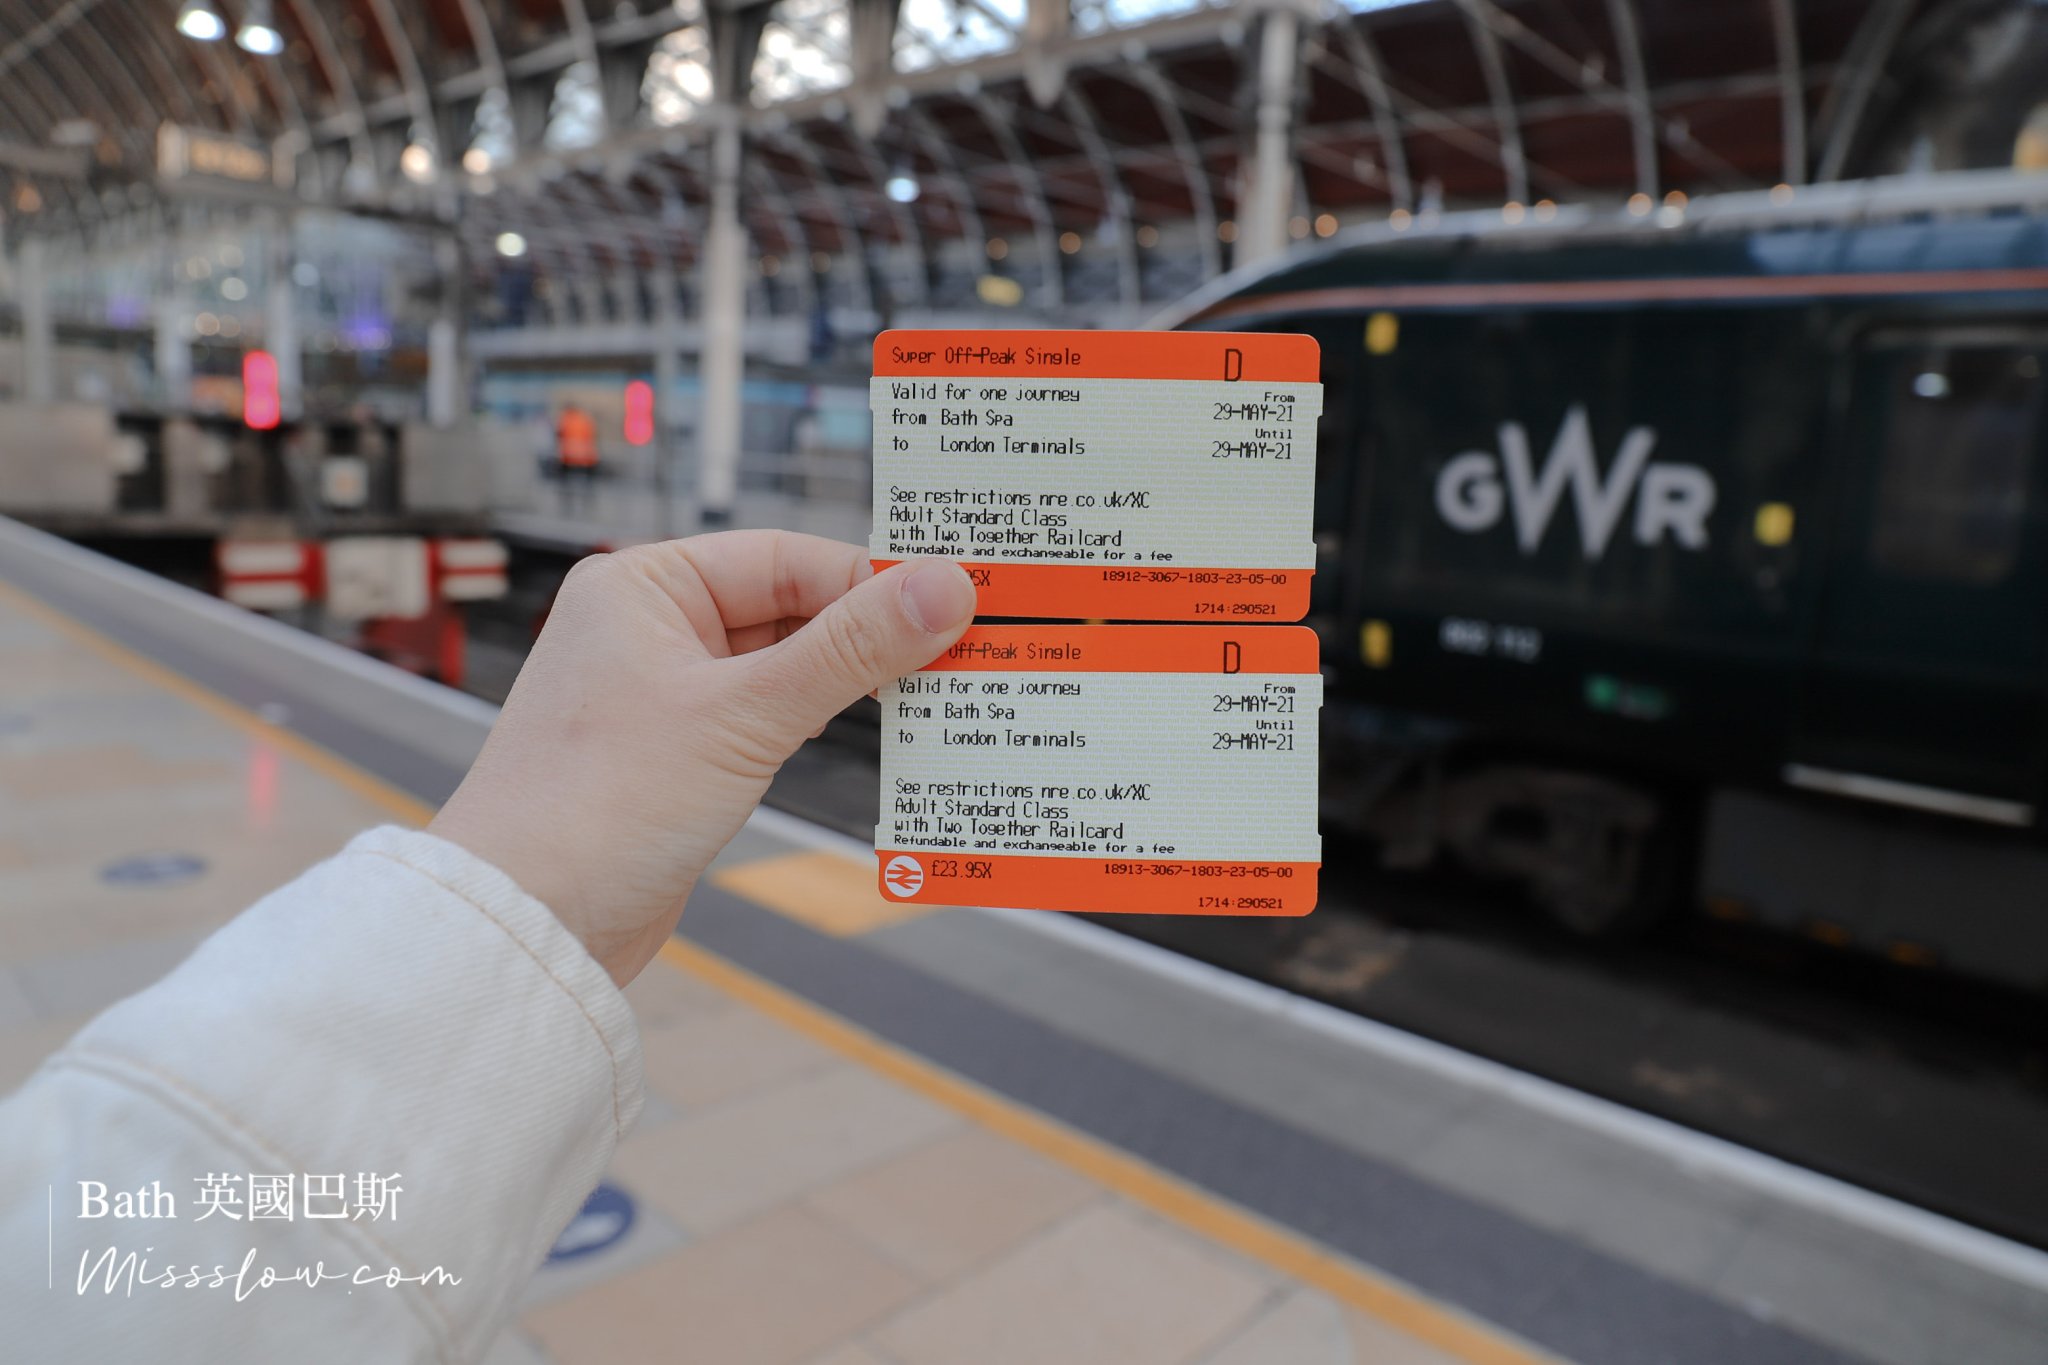 Super Off-Peak Single D
Valid for one journey From
from Bath Spa 29-MAY-21
Until
to London Terminals 29-MAY-21
See restrictions nre.co.uk/XC
Adult Standard Class
with Two Together Railcard
Refundable and exchangeable for a fee
5X 18912-3067-1803-23-05-00
1714:290521
Off-Peak Single D
Valid for one journey From
from Bath Spa 29-MAY-21
Until
to London Terminals 29-MAY-21
See restrictions nre.co.uk/XC
Adult Standard Class
with Two Together Railcard
Refundable and exchangeable for a fee
£23.95X 18913-3067-1803-23-05-00
1714:290521
GWR
802 112
Bath 英國巴斯
Missslow.com